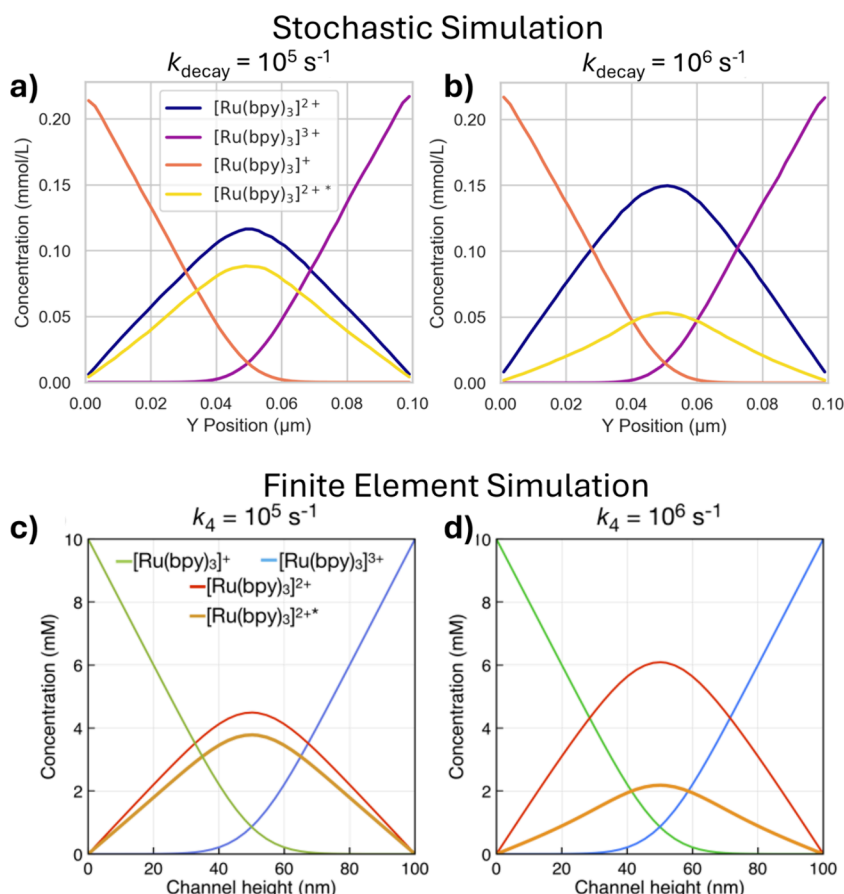 Stochastic Simulation
a)
k_decay = 10⁵ s⁻¹
[Ru(bpy)₃]²⁺
[Ru(bpy)₃]³⁺
[Ru(bpy)₃]⁺
[Ru(bpy)₃]²⁺*
Concentration (mmol/L)
0.20
0.15
0.10
0.05
0.00
0.00 0.02 0.04 0.06 0.08 0.10
Y Position (μm)
b)
k_decay = 10⁶ s⁻¹
Concentration (mmol/L)
0.20
0.15
0.10
0.05
0.00
0.00 0.02 0.04 0.06 0.08 0.10
Y Position (μm)
Finite Element Simulation
c)
k₄ = 10⁵ s⁻¹
[Ru(bpy)₃]⁺ [Ru(bpy)₃]³⁺
[Ru(bpy)₃]²⁺
[Ru(bpy)₃]²⁺*
Concentration (mM)
10
8
6
4
2
0
0 20 40 60 80 100
Channel height (nm)
d)
k₄ = 10⁶ s⁻¹
Concentration (mM)
10
8
6
4
2
0
0 20 40 60 80 100
Channel height (nm)